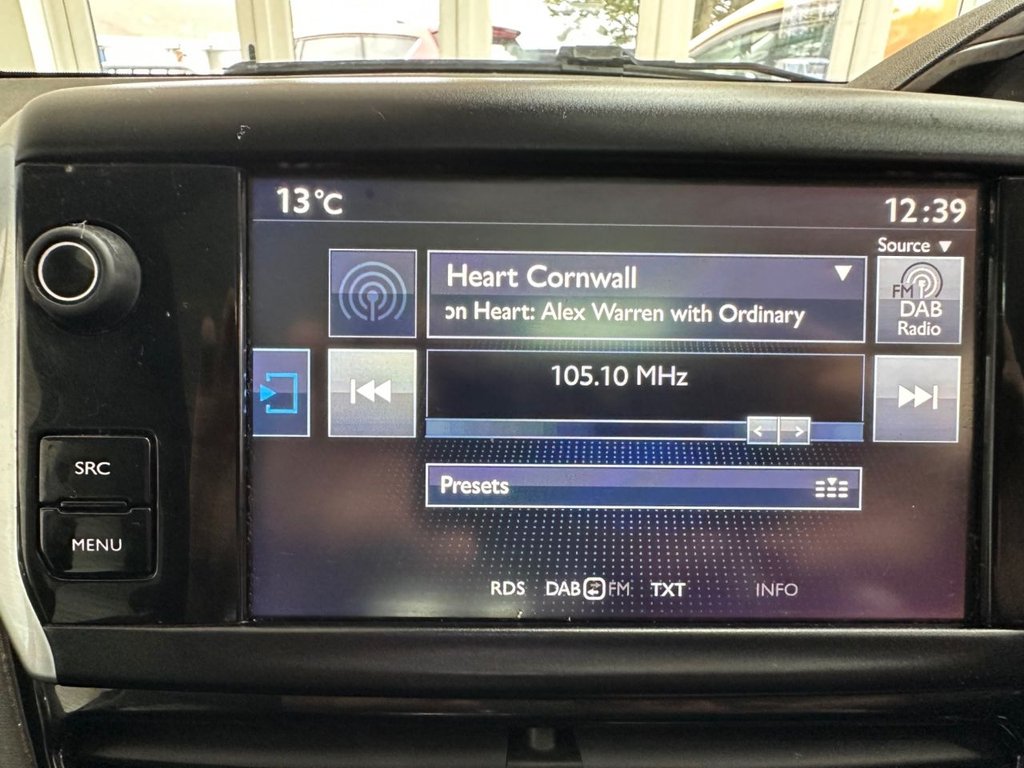 13°C
12:39
Source
Heart Cornwall
on Heart: Alex Warren with Ordinary
FM
DAB
Radio
105.10 MHz
SRC
Presets
MENU
RDS DAB FM TXT INFO